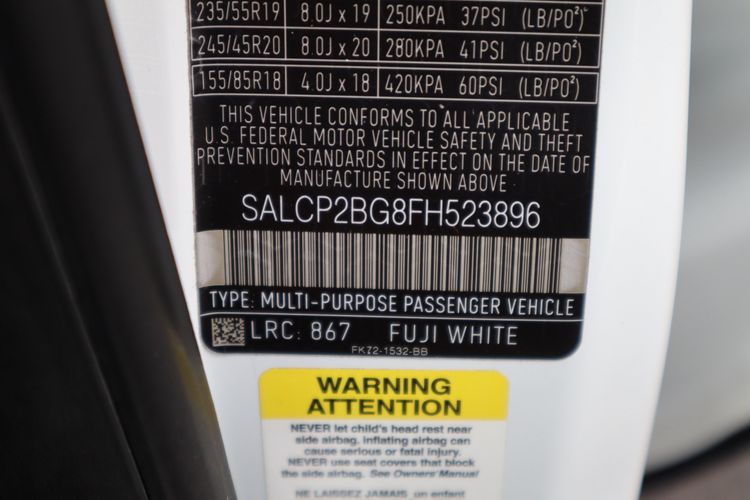 235/55R19 8.0J x 19 250KPA 37PSI (LB/PO²)
245/45R20 8.0J x 20 280KPA 41PSI (LB/PO²)
155/85R18 4.0J x 18 420KPA 60PSI (LB/PO²)
THIS VEHICLE CONFORMS TO ALL APPLICABLE
U.S. FEDERAL MOTOR VEHICLE SAFETY AND THEFT
PREVENTION STANDARDS IN EFFECT ON THE DATE OF
MANUFACTURE SHOWN ABOVE
SALCP2BG8FH523896
TYPE: MULTI-PURPOSE PASSENGER VEHICLE
LRC: 867 FUJI WHITE
FK72-1532-BB
WARNING
ATTENTION
NEVER let child's head rest near
side airbag, inflating airbag can
cause serious or fatal injury.
NEVER use seat covers that block
the side airbag. See Owners' Manual
NE LAISSEZ JAMAIS un enfant